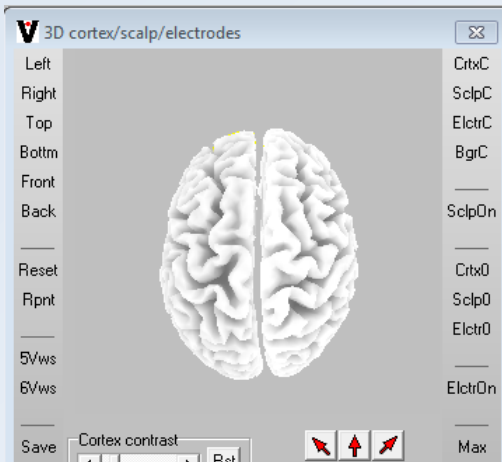 3D cortex/scalp/electrodes
Left
Right
Top
Bottm
Front
Back
Reset
Rpnt
5Vws
6Vws
Save
Cortex contrast
Rst
CrtxC
SclpC
ElctrC
BgrC
SclpOn
Crtx0
Sclp0
Elctr0
ElctrOn
Max